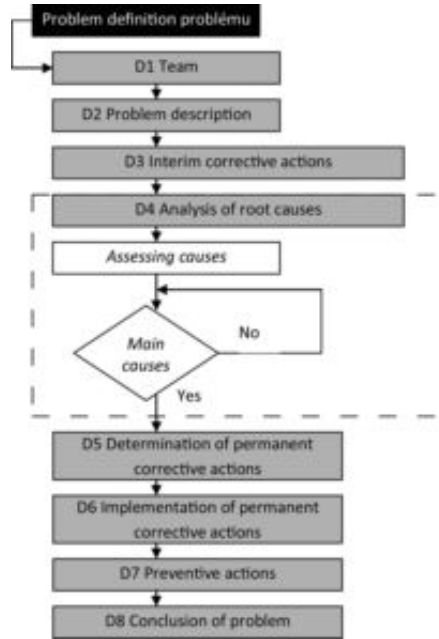 Problem definition problému
D1 Team
D2 Problem description
D3 Interim corrective actions
D4 Analysis of root causes
Assessing causes
No
Main
causes
Yes
D5 Determination of permanent
corrective actions
D6 Implementation of permanent
corrective actions
D7 Preventive actions
D8 Conclusion of problem